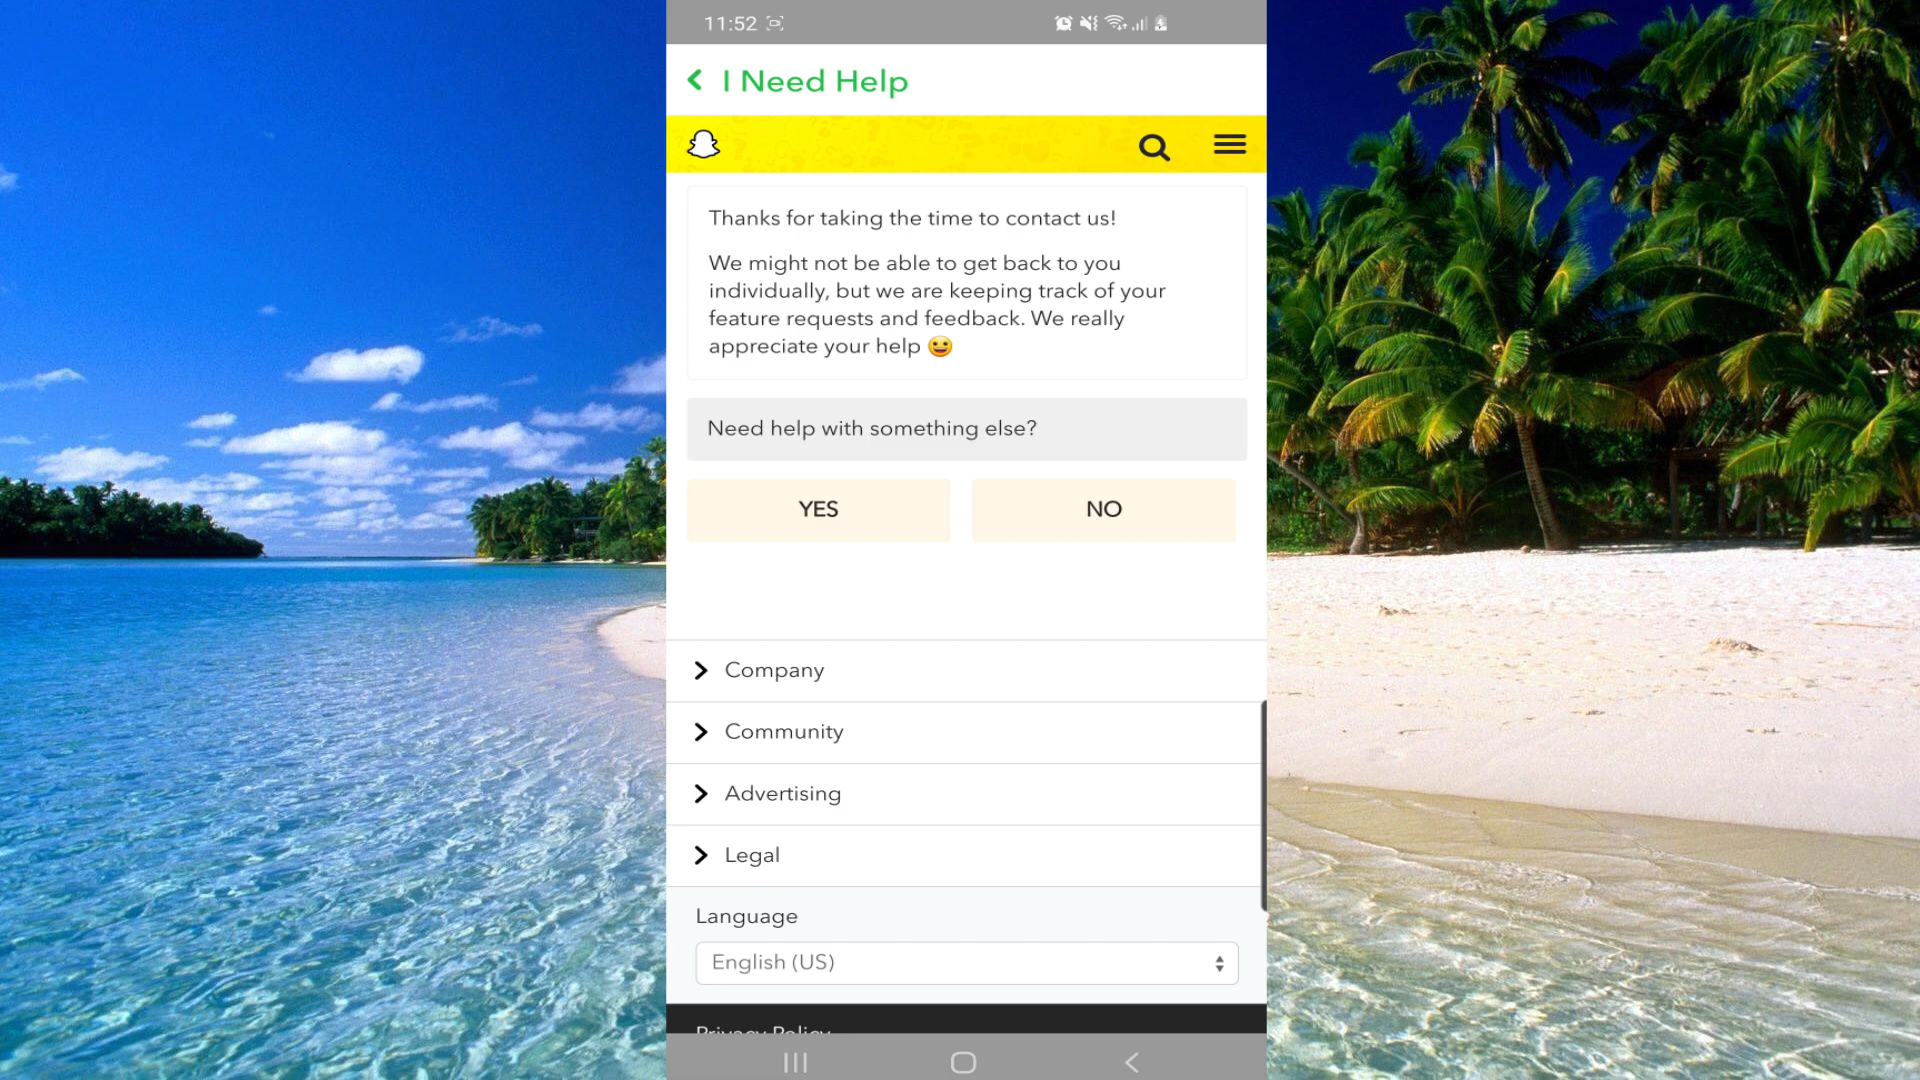 11:52
I Need Help
Thanks for taking the time to contact us!
We might not be able to get back to you
individually, but we are keeping track of your
feature requests and feedback. We really
appreciate your help 😀
Need help with something else?
YES
NO
Company
Community
Advertising
Legal
Language
English (US)
Privacy Policy